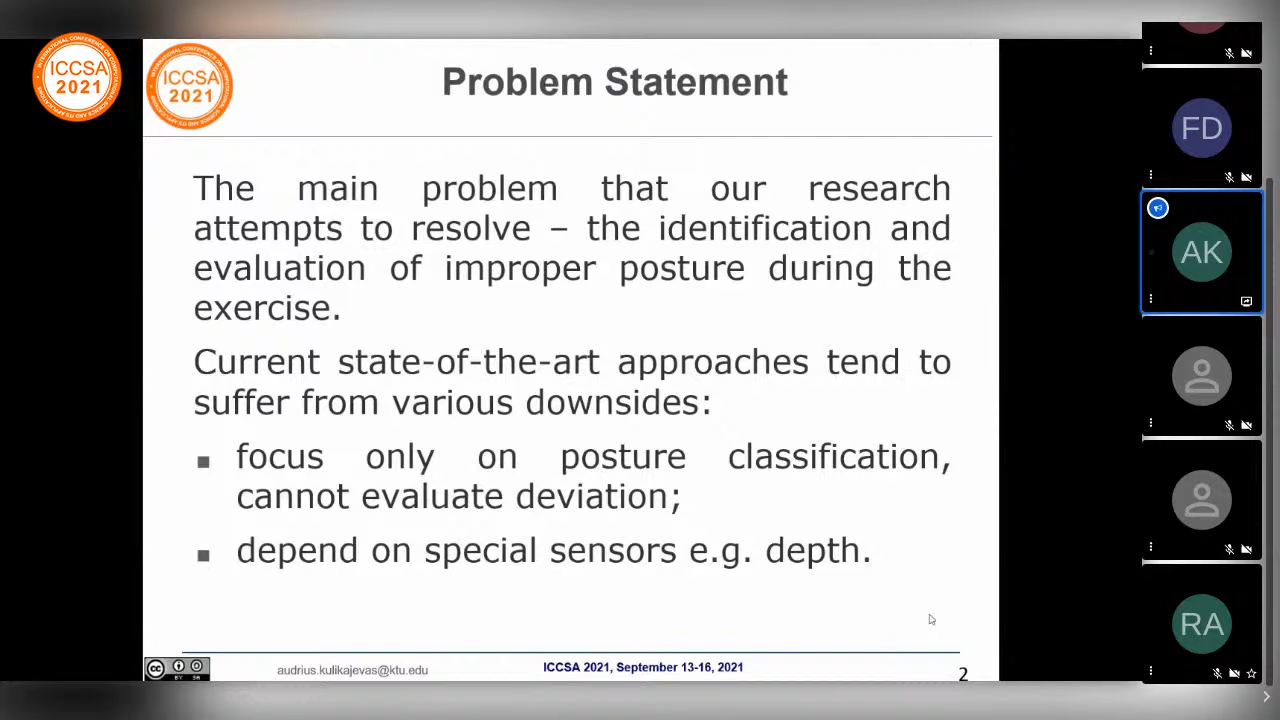 ICCSA
2021
ICCSA
2021
Problem Statement
The main problem that our research
attempts to resolve – the identification and
evaluation of improper posture during the
exercise.
Current state-of-the-art approaches tend to
suffer from various downsides:
focus only on posture classification,
cannot evaluate deviation;
depend on special sensors e.g. depth.
cc
BY SA
audrius.kulikajevas@ktu.edu
ICCSA 2021, September 13-16, 2021
2
FD
AK
RA